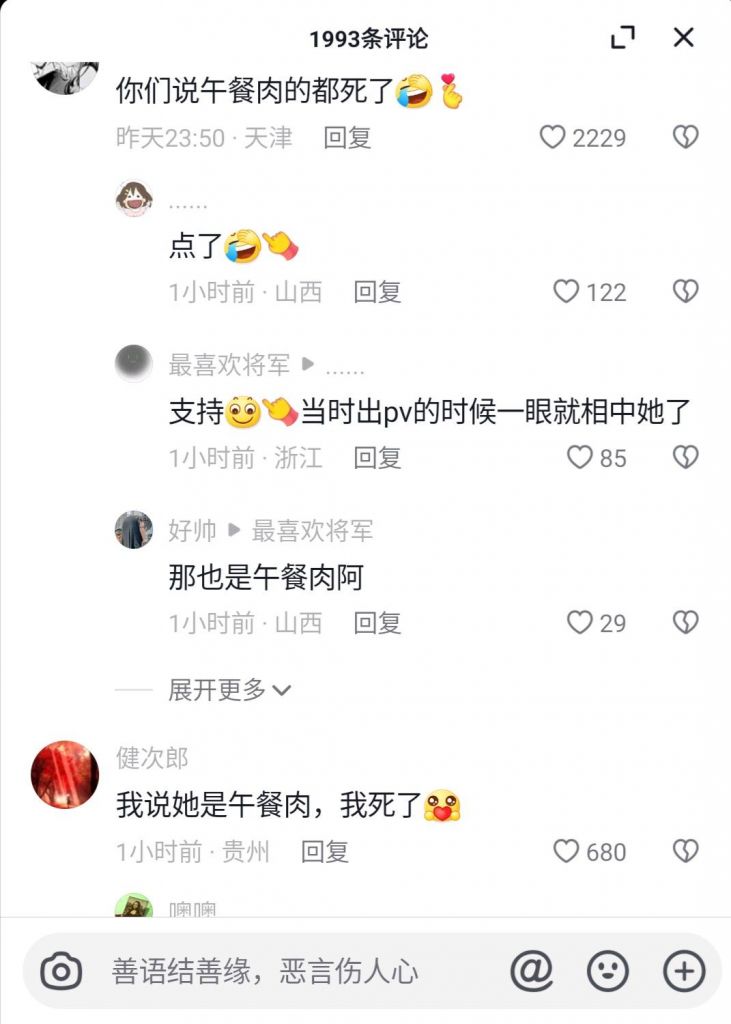 1993条评论
你们说午餐肉的都死了
昨天23:50 · 天津 回复 2229
......
点了
1小时前 · 山西 回复 122
最喜欢将军 ......
支持当时出pv的时候一眼就相中她了
1小时前 · 浙江 回复 85
好帅 最喜欢将军
那也是午餐肉阿
1小时前 · 山西 回复 29
展开更多
健次郎
我说她是午餐肉，我死了
1小时前 · 贵州 回复 680
噢噢
善语结善缘，恶言伤人心